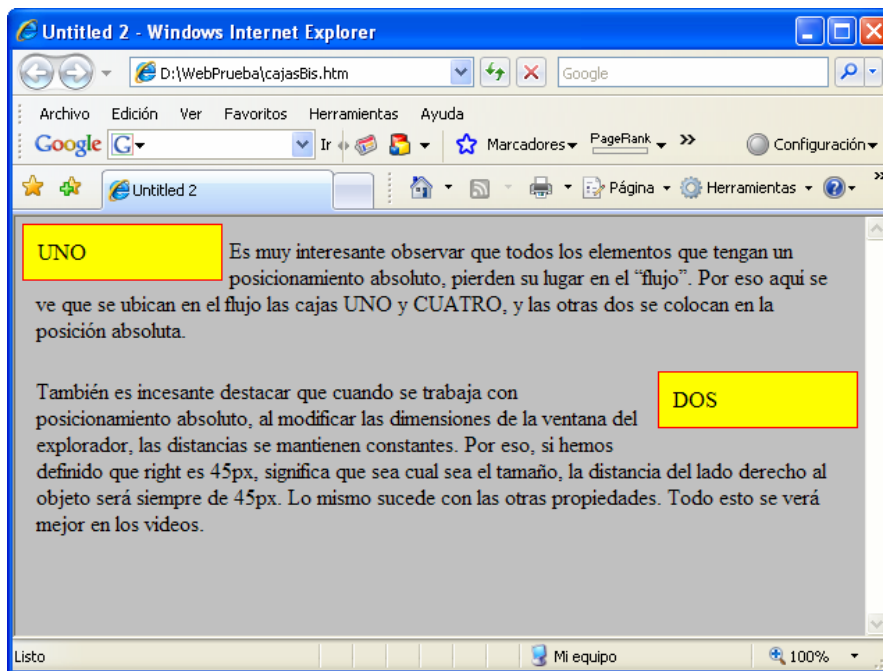 Untitled 2 - Windows Internet Explorer
D:\WebPrueba\cajasBis.htm
Google
Archivo Edición Ver Favoritos Herramientas Ayuda
Google G Ir Marcadores PageRank Configuración
Untitled 2 Página Herramientas
UNO
Es muy interesante observar que todos los elementos que tengan un
posicionamiento absoluto, pierden su lugar en el “flujo”. Por eso aquí se
ve que se ubican en el flujo las cajas UNO y CUATRO, y las otras dos se colocan en la
posición absoluta.
DOS
También es incesante destacar que cuando se trabaja con
posicionamiento absoluto, al modificar las dimensiones de la ventana del
explorador, las distancias se mantienen constantes. Por eso, si hemos
definido que right es 45px, significa que sea cual sea el tamaño, la distancia del lado derecho al
objeto será siempre de 45px. Lo mismo sucede con las otras propiedades. Todo esto se verá
mejor en los videos.
Listo Mi equipo 100%